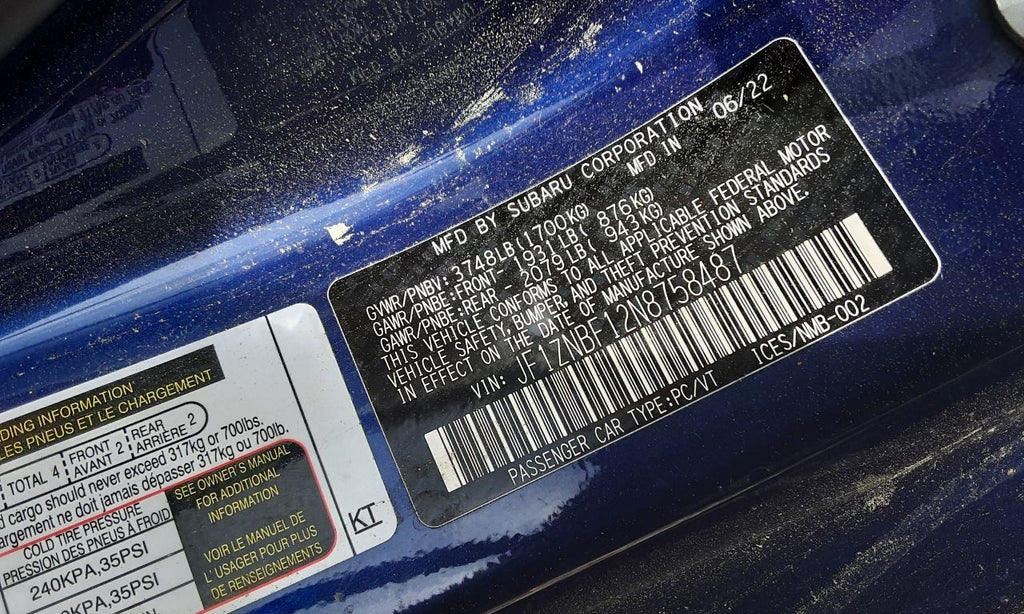 MFD BY SUBARU CORPORATION
MFD IN 06/22
GVWR/PNBV:3748LB(1700KG)
GAWR/PNBE:FRONT- 1931LB( 876KG)
GAWR/PNBE:REAR - 2079LB( 943KG)
THIS VEHICLE CONFORMS TO ALL APPLICABLE FEDERAL MOTOR
VEHICLE SAFETY, BUMPER, AND THEFT PREVENTION STANDARDS
IN EFFECT ON THE DATE OF MANUFACTURE SHOWN ABOVE.
VIN: JF1ZNBF12N8758487
PASSENGER CAR TYPE:PC/VT ICES/NMB-002
DING INFORMATION
LES PNEUS ET LE CHARGEMENT
TOTAL 4 FRONT 2 REAR 2
AVANT ARRIÈRE
d cargo should never exceed 317kg or 700lbs.
argement ne doit jamais dépasser 317kg ou 700lb.
COLD TIRE PRESSURE
PRESSION DES PNEUS À FROID
240KPA,35PSI
KPA,35PSI
SEE OWNER'S MANUAL
FOR ADDITIONAL
INFORMATION
VOIR LE MANUEL DE
L'USAGER POUR PLUS
DE RENSEIGNEMENTS
KT